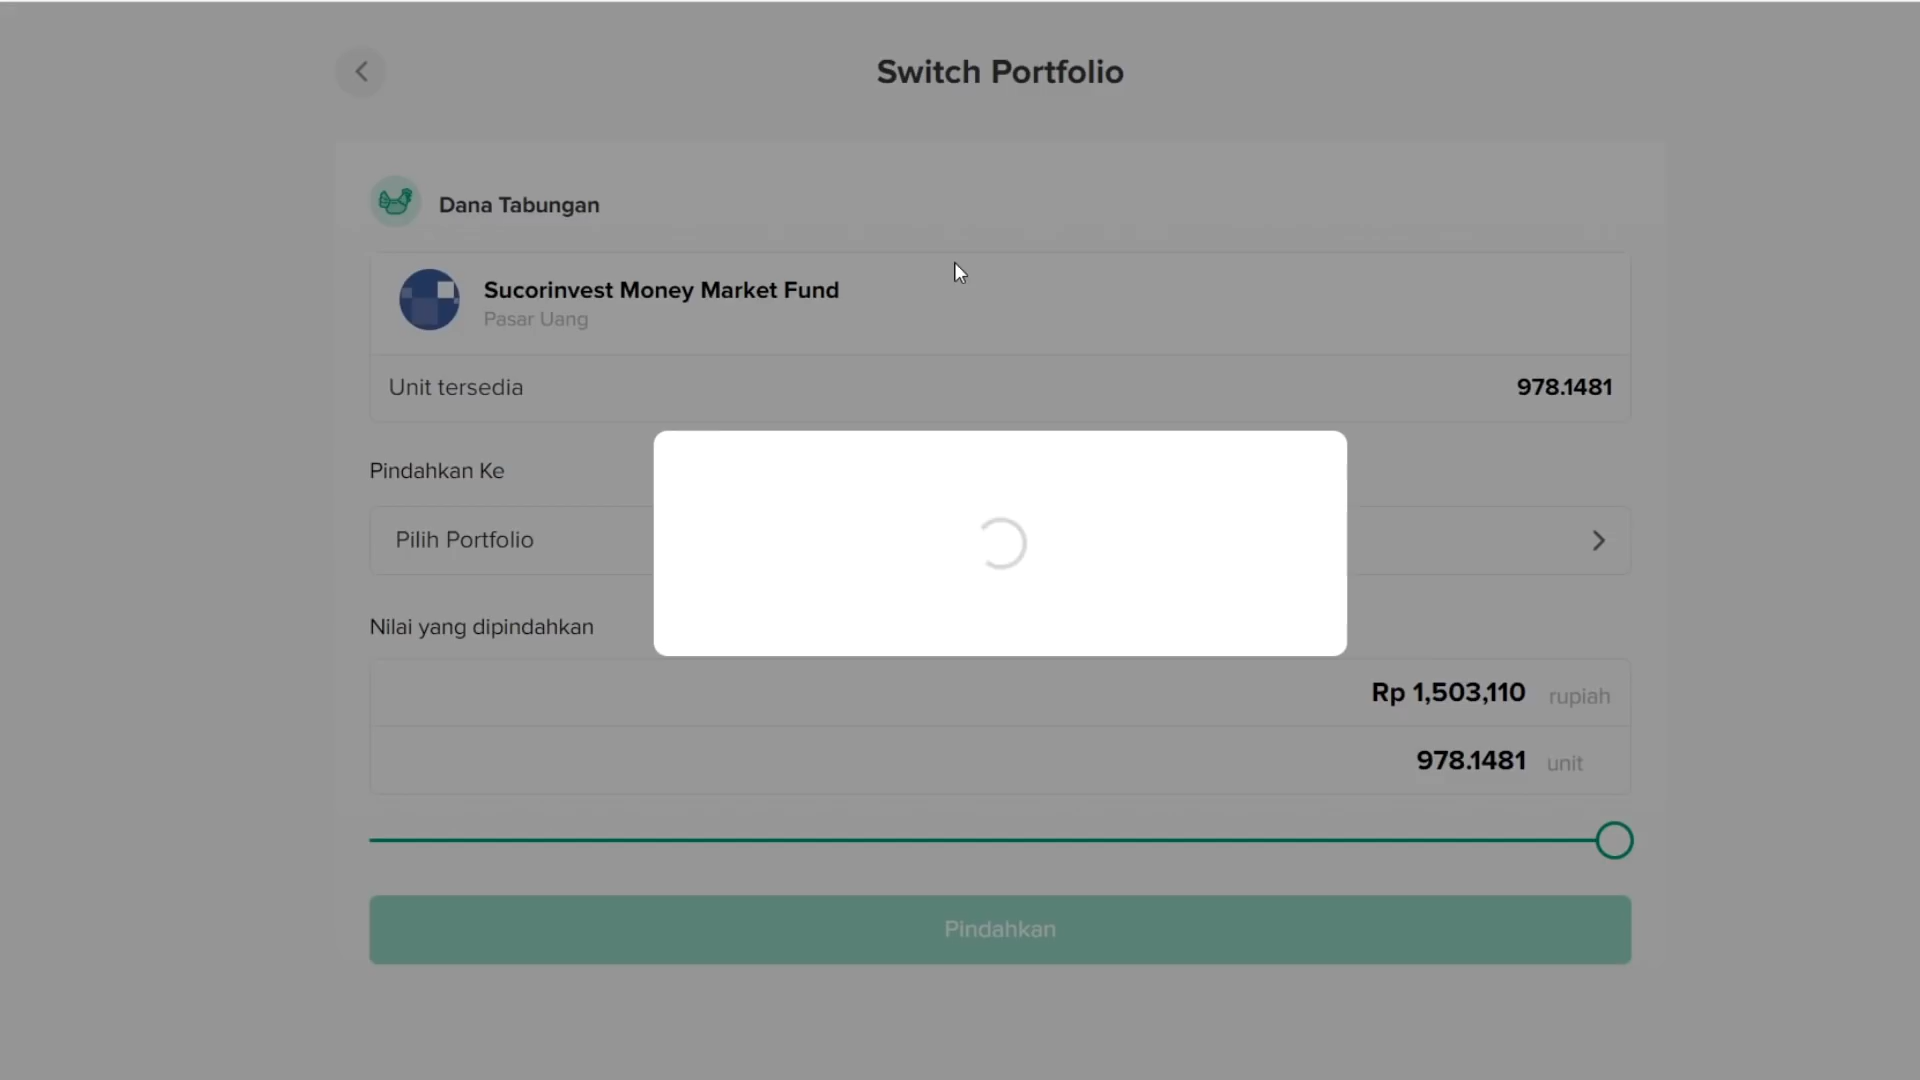 Switch Portfolio
Dana Tabungan
Sucorinvest Money Market Fund
Pasar Uang
Unit tersedia 978.1481
Pindahkan Ke
Pilih Portfolio
Nilai yang dipindahkan
Rp 1,503,110 rupiah
978.1481 unit
Pindahkan